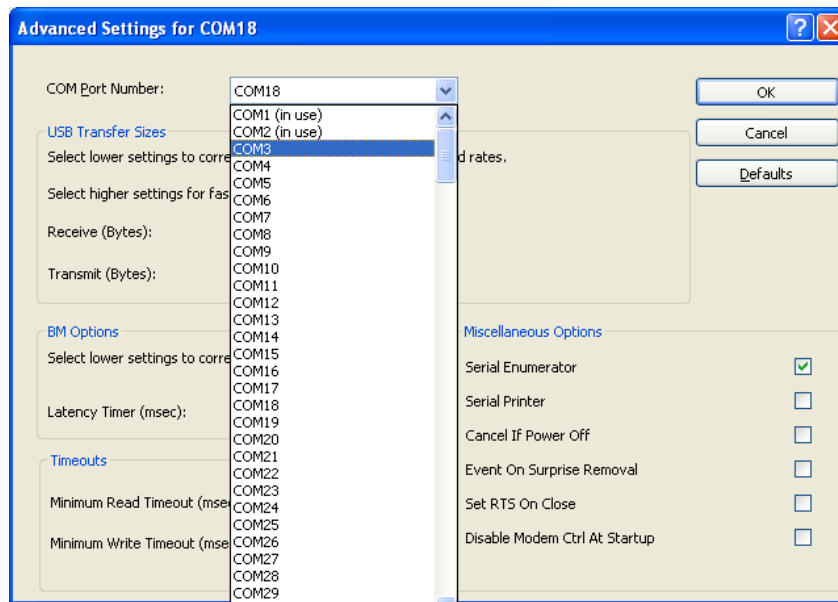 Advanced Settings for COM18
COM Port Number:
COM18
OK
Cancel
Defaults
COM1 (in use)
COM2 (in use)
COM3
COM4
COM5
COM6
COM7
COM8
COM9
COM10
COM11
COM12
COM13
COM14
COM15
COM16
COM17
COM18
COM19
COM20
COM21
COM22
COM23
COM24
COM25
COM26
COM27
COM28
COM29
USB Transfer Sizes
Select lower settings to corre d rates.
Select higher settings for fas
Receive (Bytes):
Transmit (Bytes):
BM Options
Select lower settings to corre
Latency Timer (msec):
Timeouts
Minimum Read Timeout (mse
Minimum Write Timeout (mse
Miscellaneous Options
Serial Enumerator
Serial Printer
Cancel If Power Off
Event On Surprise Removal
Set RTS On Close
Disable Modem Ctrl At Startup